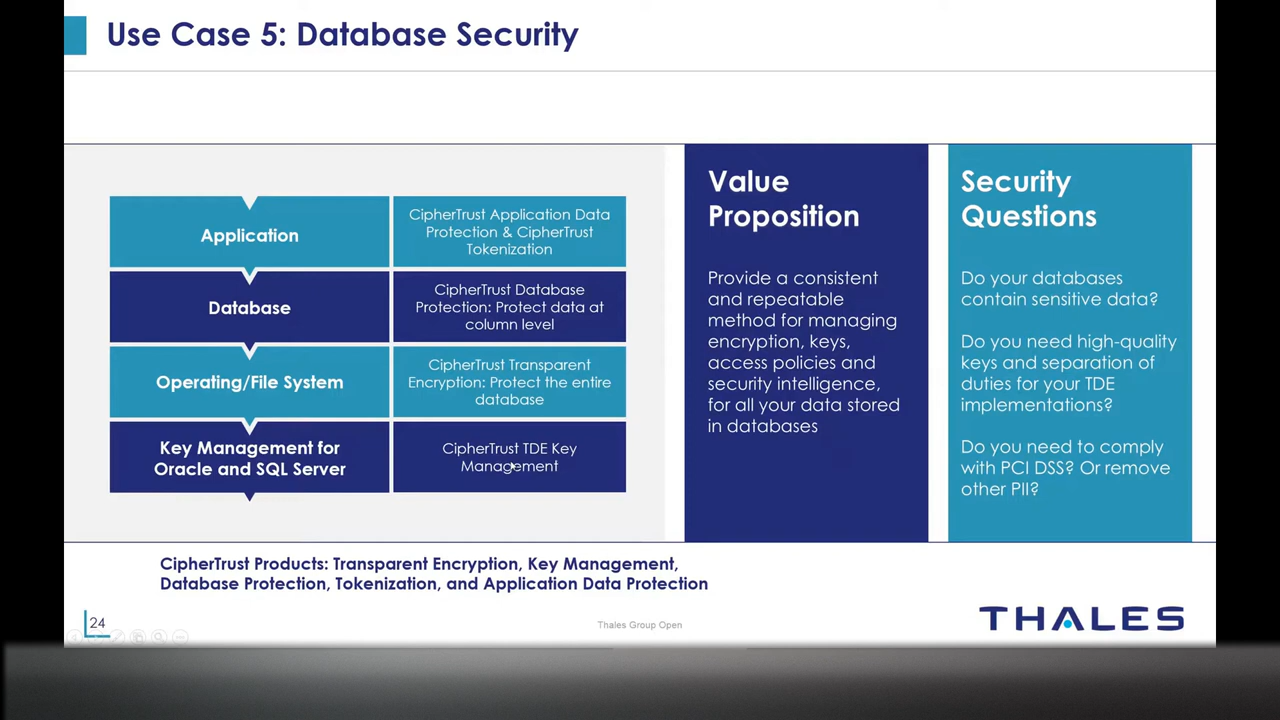 Use Case 5: Database Security
Application
CipherTrust Application Data
Protection & CipherTrust
Tokenization
Database
CipherTrust Database
Protection: Protect data at
column level
Operating/File System
CipherTrust Transparent
Encryption: Protect the entire
database
Key Management for
Oracle and SQL Server
CipherTrust TDE Key
Management
Value
Proposition
Provide a consistent
and repeatable
method for managing
encryption, keys,
access policies and
security intelligence,
for all your data stored
in databases
Security
Questions
Do your databases
contain sensitive data?
Do you need high-quality
keys and separation of
duties for your TDE
implementations?
Do you need to comply
with PCI DSS? Or remove
other PII?
CipherTrust Products: Transparent Encryption, Key Management,
Database Protection, Tokenization, and Application Data Protection
24
Thales Group Open
THALES